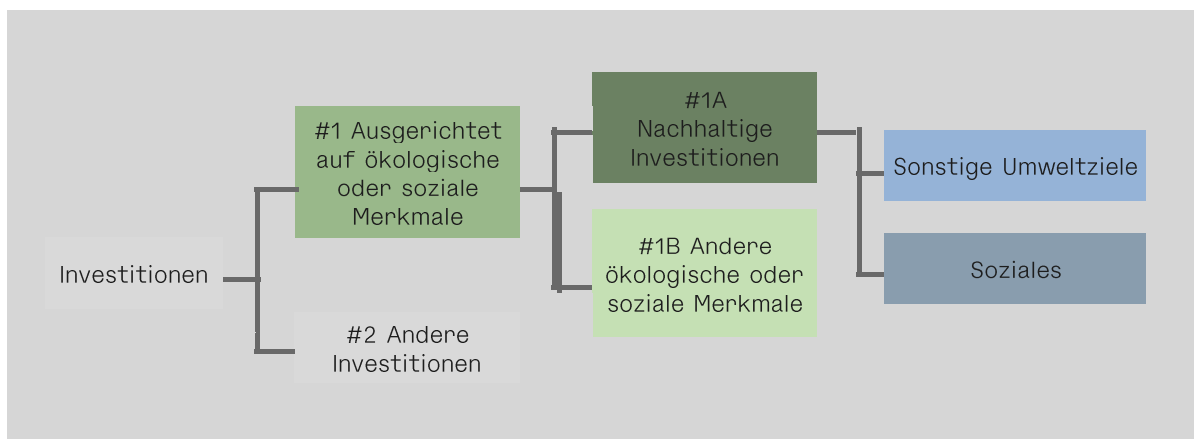 Investitionen
#1 Ausgerichtet
auf ökologische
oder soziale
Merkmale
#2 Andere
Investitionen
#1A
Nachhaltige
Investitionen
#1B Andere
ökologische oder
soziale Merkmale
Sonstige Umweltziele
Soziales